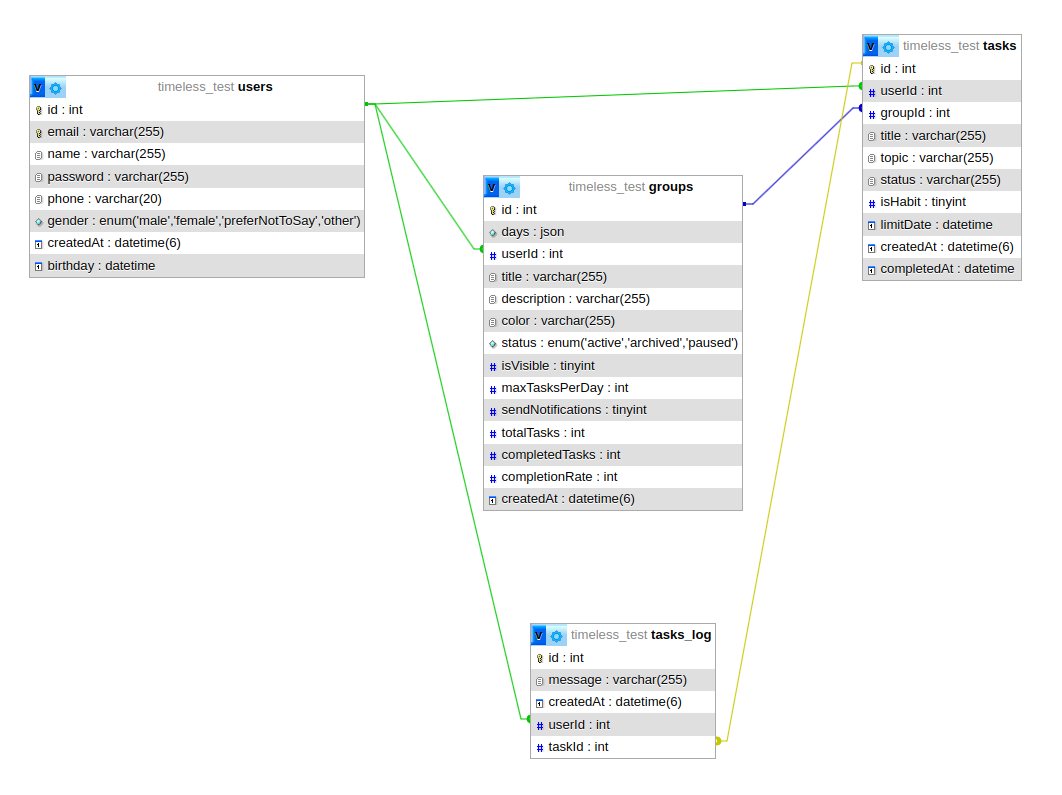 v timeless_test users
id : int
email : varchar(255)
name : varchar(255)
password : varchar(255)
phone : varchar(20)
gender : enum('male','female','preferNotToSay','other')
createdAt : datetime(6)
birthday : datetime
v timeless_test groups
id : int
days : json
# userId : int
title : varchar(255)
description : varchar(255)
color : varchar(255)
status : enum('active','archived','paused')
# isVisible : tinyint
# maxTasksPerDay : int
# sendNotifications : tinyint
# totalTasks : int
# completedTasks : int
# completionRate : int
createdAt : datetime(6)
v timeless_test tasks
id : int
# userId : int
# groupId : int
title : varchar(255)
topic : varchar(255)
status : varchar(255)
# isHabit : tinyint
limitDate : datetime
createdAt : datetime(6)
completedAt : datetime
v timeless_test tasks_log
id : int
message : varchar(255)
createdAt : datetime(6)
# userId : int
# taskId : int